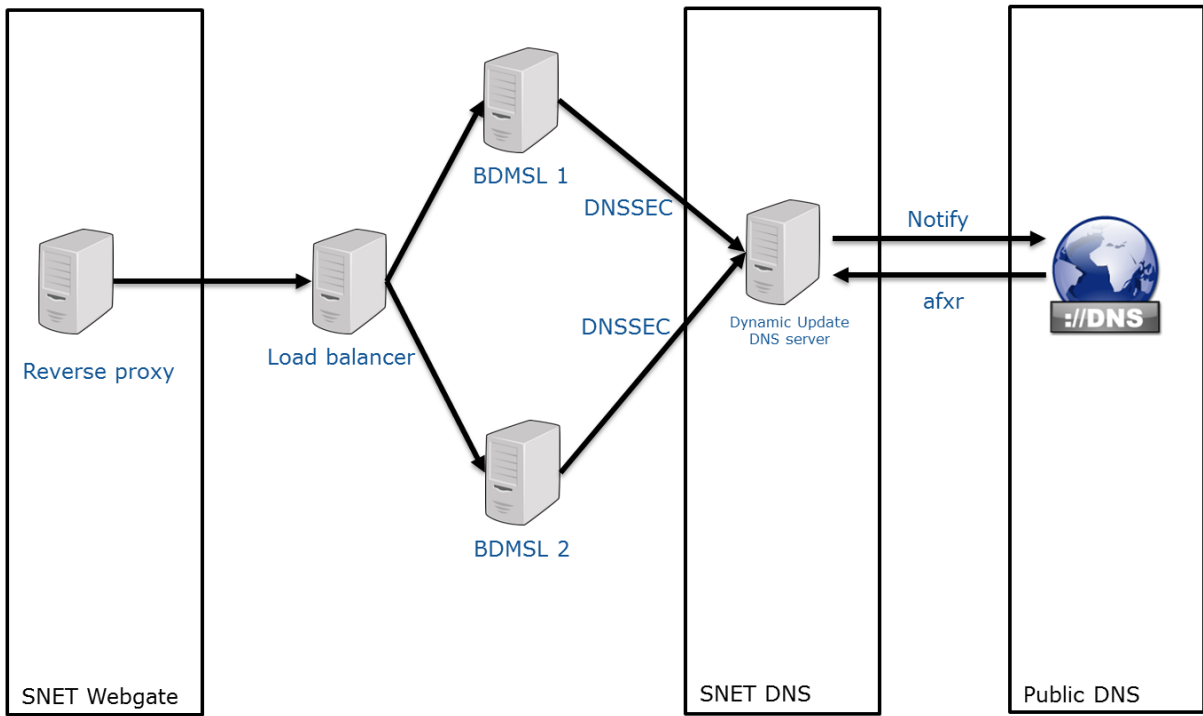 BDMSL 1
DNSSEC
Notify
afxr
://DNS
Dynamic Update
DNS server
DNSSEC
Load balancer
Reverse proxy
BDMSL 2
SNET Webgate
SNET DNS
Public DNS